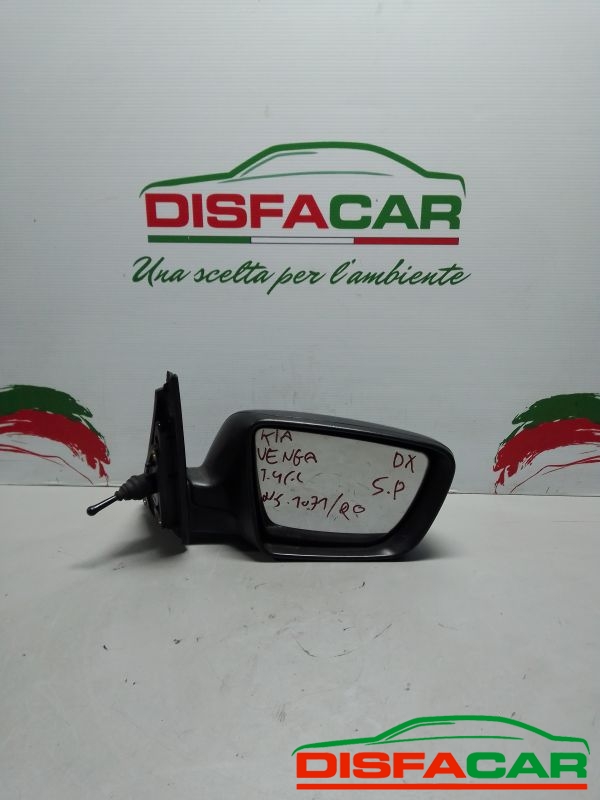 DISFACAR
Una scelta per l'ambiente
KIA
VENGA
DX
S.P
DISFACAR